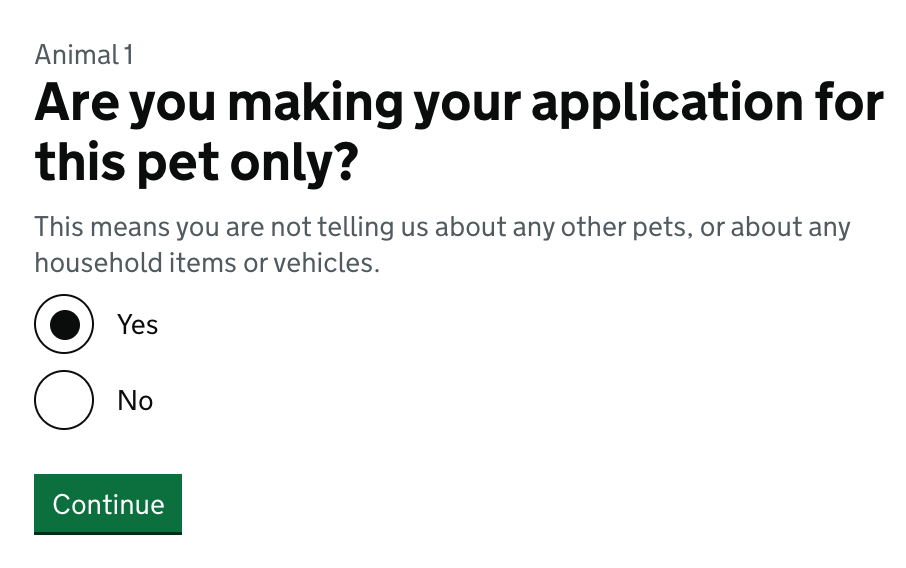 Animal 1
Are you making your application for
this pet only?
This means you are not telling us about any other pets, or about any
household items or vehicles.
Yes
No
Continue